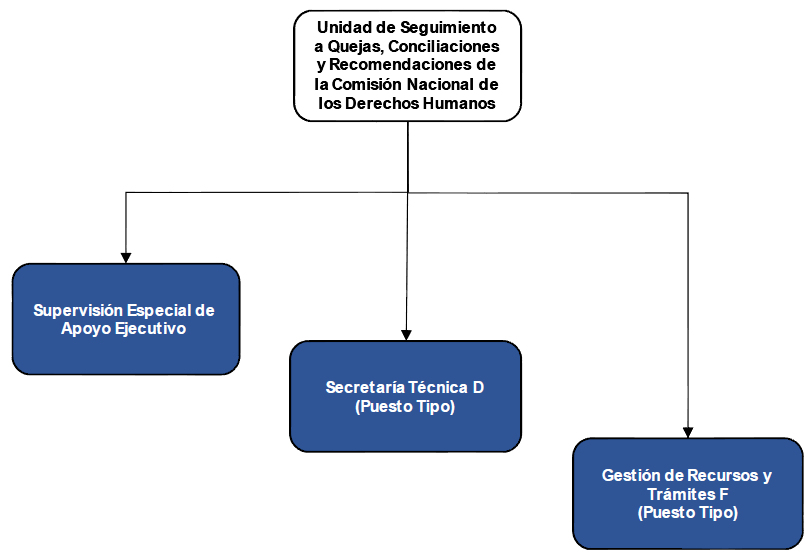 Unidad de Seguimiento
a Quejas, Conciliaciones
y Recomendaciones de
la Comisión Nacional de
los Derechos Humanos
Supervisión Especial de
Apoyo Ejecutivo
Secretaría Técnica D
(Puesto Tipo)
Gestión de Recursos y
Trámites F
(Puesto Tipo)